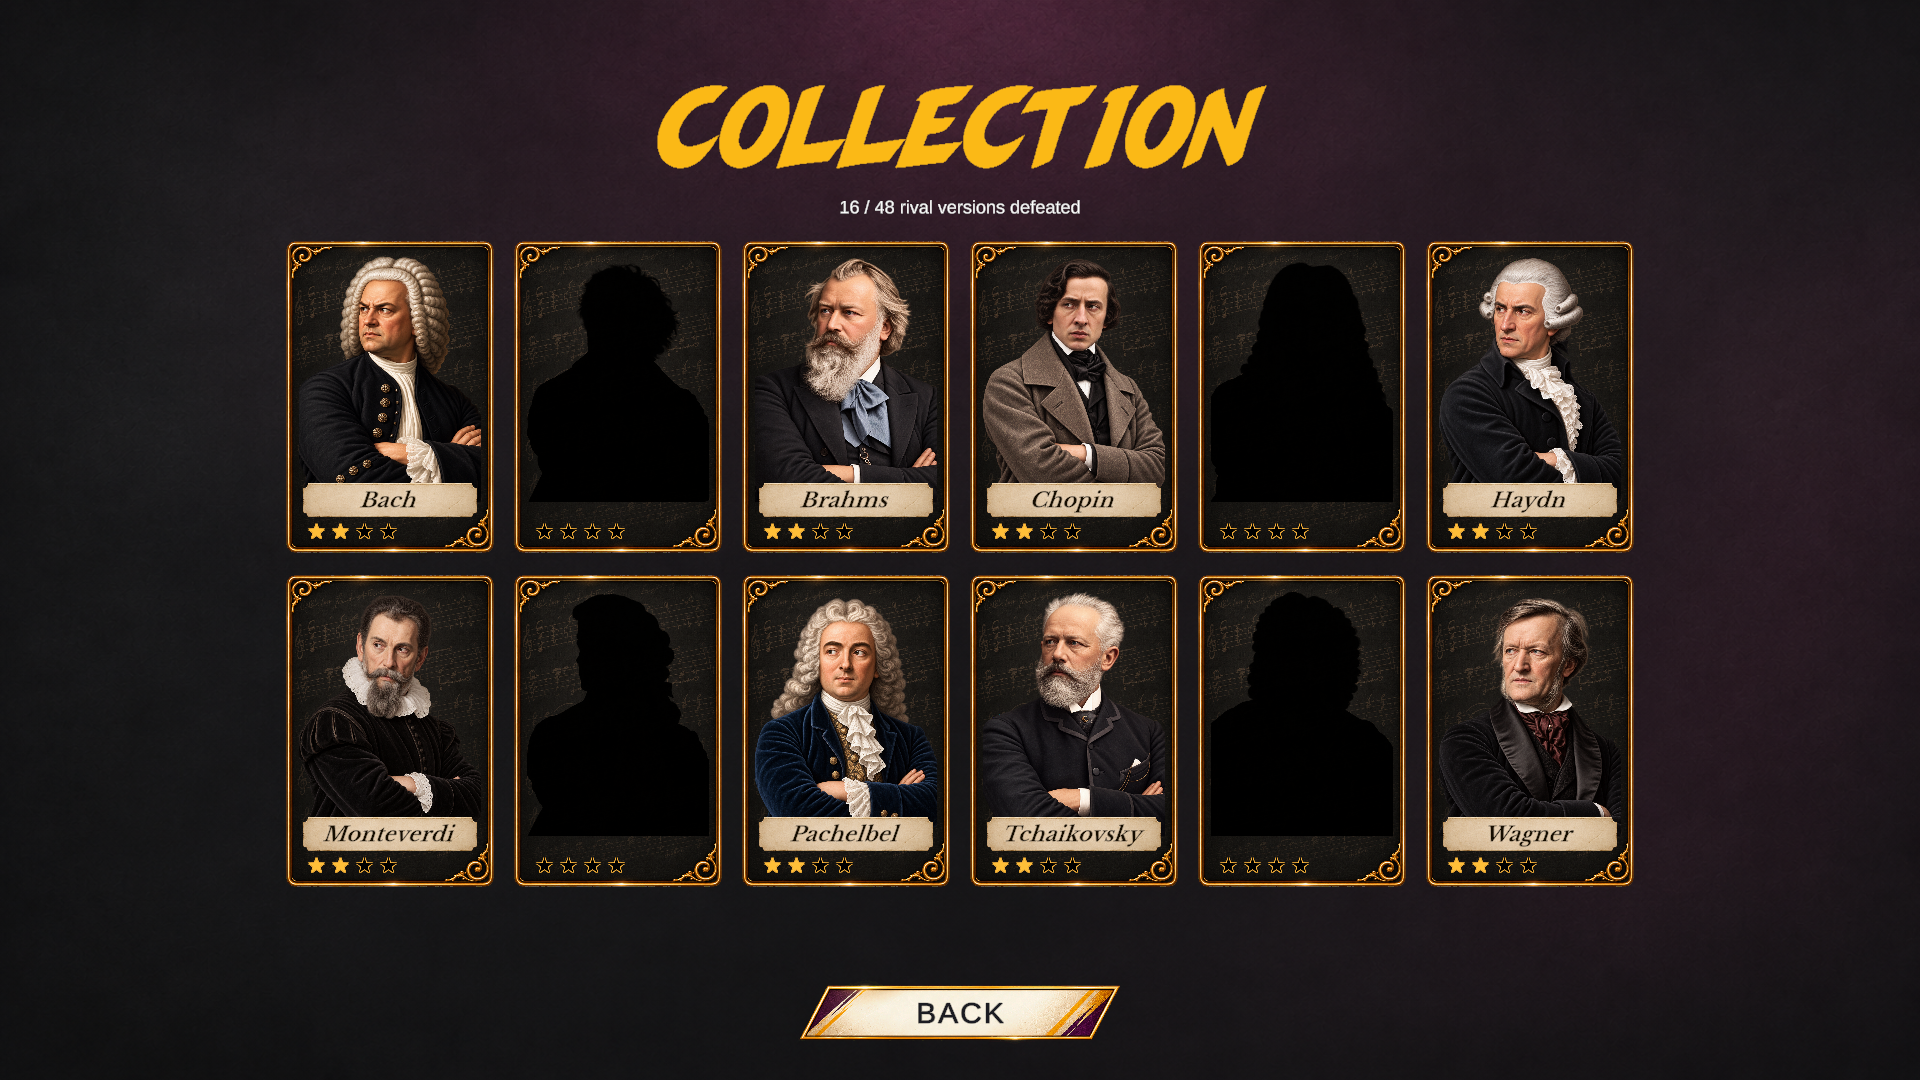 COLLECTION
16 / 48 rival versions defeated
Bach
Brahms
Chopin
Haydn
Monteverdi
Pachelbel
Tchaikovsky
Wagner
BACK